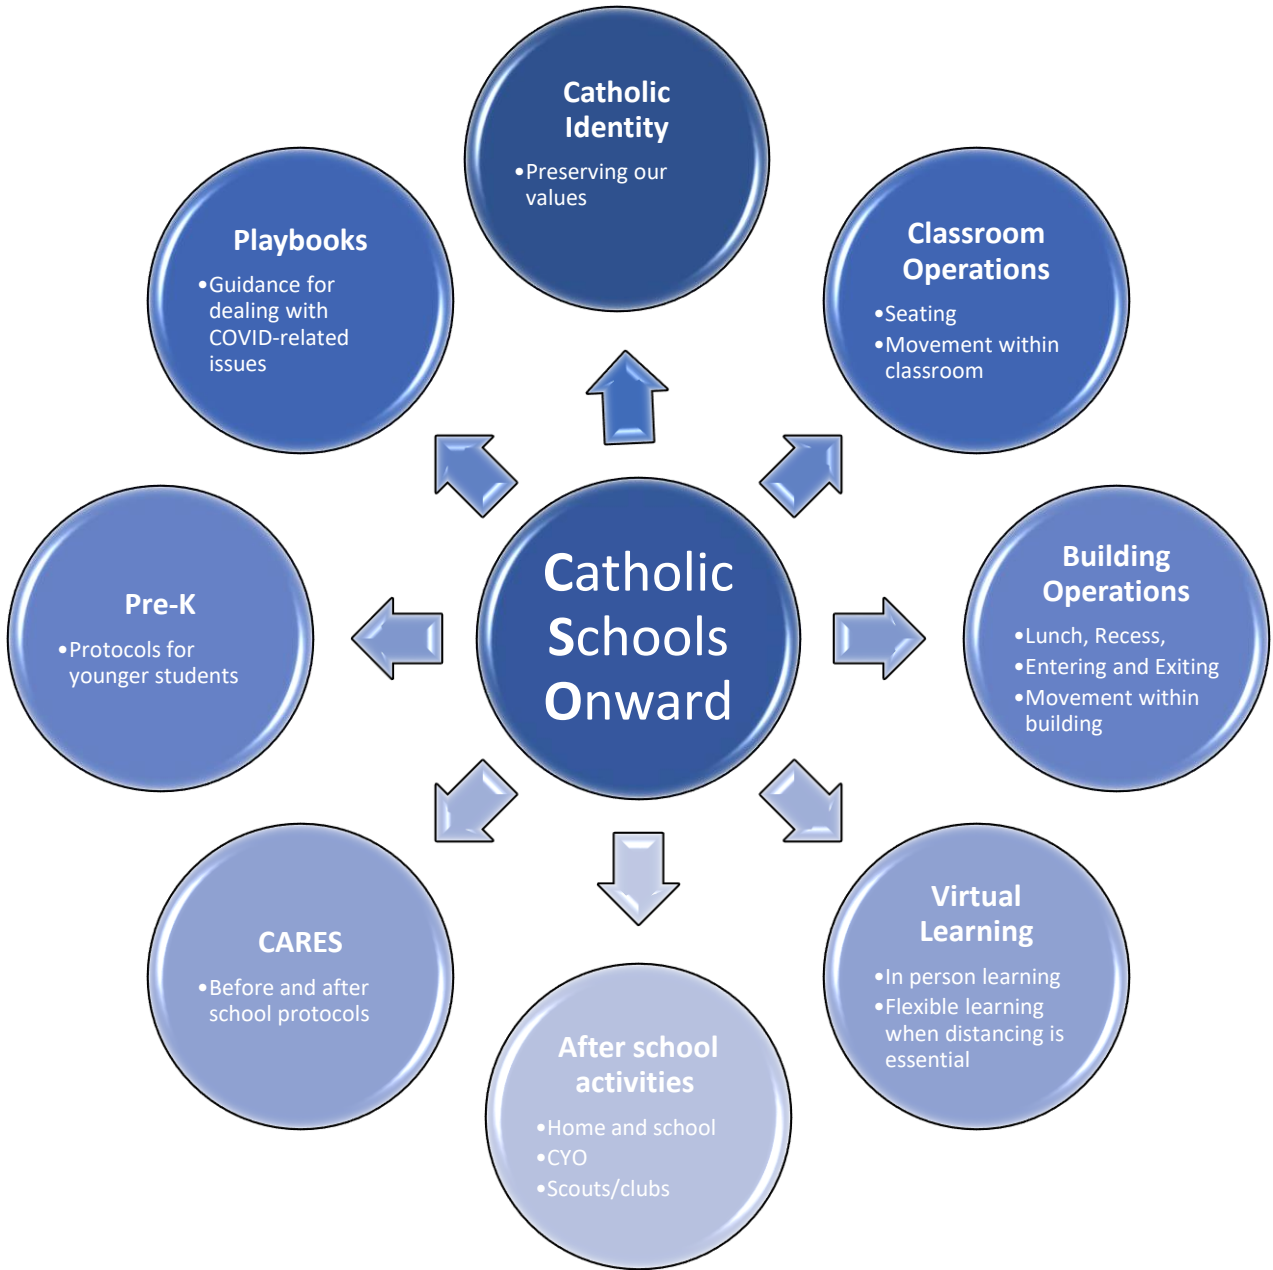 Catholic
Identity
•Preserving our
values
Classroom
Operations
•Seating
•Movement within
classroom
Building
Operations
•Lunch, Recess,
•Entering and Exiting
•Movement within
building
Virtual
Learning
•In person learning
•Flexible learning
when distancing is
essential
After school
activities
•Home and school
•CYO
•Scouts/clubs
CARES
•Before and after
school protocols
Pre-K
•Protocols for
younger students
Playbooks
•Guidance for
dealing with
COVID-related
issues
Catholic
Schools
Onward